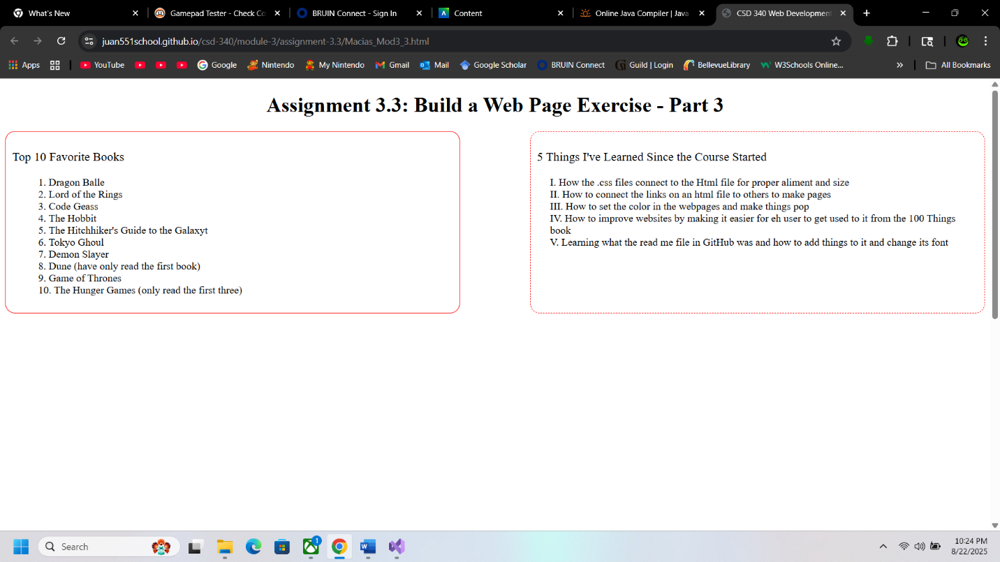 What's New
Gamepad Tester - Check Co
BRUIN Connect - Sign In
Content
Online Java Compiler | Java
CSD 340 Web Development
juan551school.github.io/csd-340/module-3/assignment-3.3/Macias_Mod3_3.html
Apps
YouTube
Google
Nintendo
My Nintendo
Gmail
Mail
Google Scholar
BRUIN Connect
Guild | Login
BellevueLibrary
W3Schools Online...
All Bookmarks
Assignment 3.3: Build a Web Page Exercise - Part 3
Top 10 Favorite Books
1. Dragon Balle
2. Lord of the Rings
3. Code Geass
4. The Hobbit
5. The Hitchhiker's Guide to the Galaxyt
6. Tokyo Ghoul
7. Demon Slayer
8. Dune (have only read the first book)
9. Game of Thrones
10. The Hunger Games (only read the first three)
5 Things I've Learned Since the Course Started
I. How the .css files connect to the Html file for proper aliment and size
II. How to connect the links on an html file to others to make pages
III. How to set the color in the webpages and make things pop
IV. How to improve websites by making it easier for eh user to get used to it from the 100 Things
book
V. Learning what the read me file in GitHub was and how to add things to it and change its font
Search
1
10:24 PM
8/22/2025